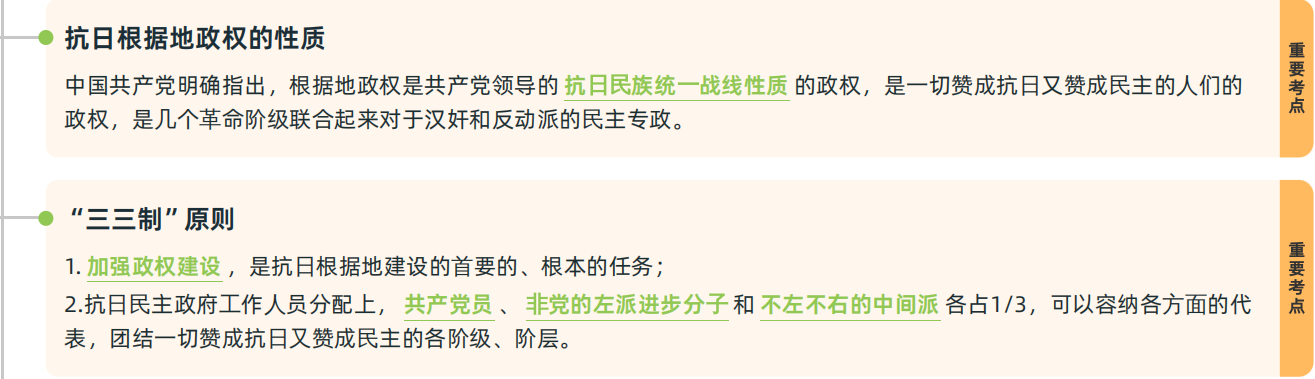 抗日根据地政权的性质
中国共产党明确指出，根据地政权是共产党领导的 抗日民族统一战线性质 的政权，是一切赞成抗日又赞成民主的人们的
政权，是几个革命阶级联合起来对于汉奸和反动派的民主专政。
重要考点
“三三制”原则
1. 加强政权建设 ，是抗日根据地建设的首要的、根本的任务；
2.抗日民主政府工作人员分配上， 共产党员 、 非党的左派进步分子 和 不左不右的中间派 各占1/3，可以容纳各方面的代
表，团结一切赞成抗日又赞成民主的各阶级、阶层。
重要考点